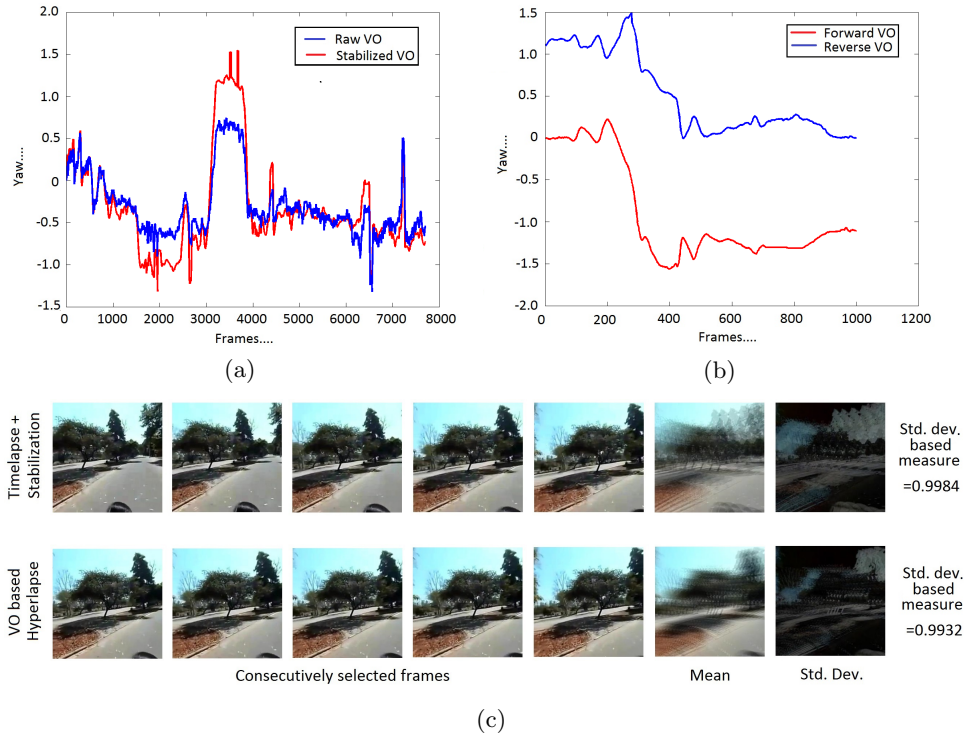 2.0
1.5
1.0
0.5
0
-0.5
-1.0
-1.5
Yaw....
Raw VO
Stabilized VO
0 1000 2000 3000 4000 5000 6000 7000 8000
Frames....
(a)
1.5
1.0
0.5
0
-0.5
-1.0
-1.5
-2.0
Yaw....
Forward VO
Reverse VO
0 200 400 600 800 1000 1200
Frames....
(b)
Timelapse +
Stabilization
Std. dev.
based
measure
=0.9984
VO based
Hyperlapse
Std. dev.
based
measure
=0.9932
Consecutively selected frames
Mean
Std. Dev.
(c)